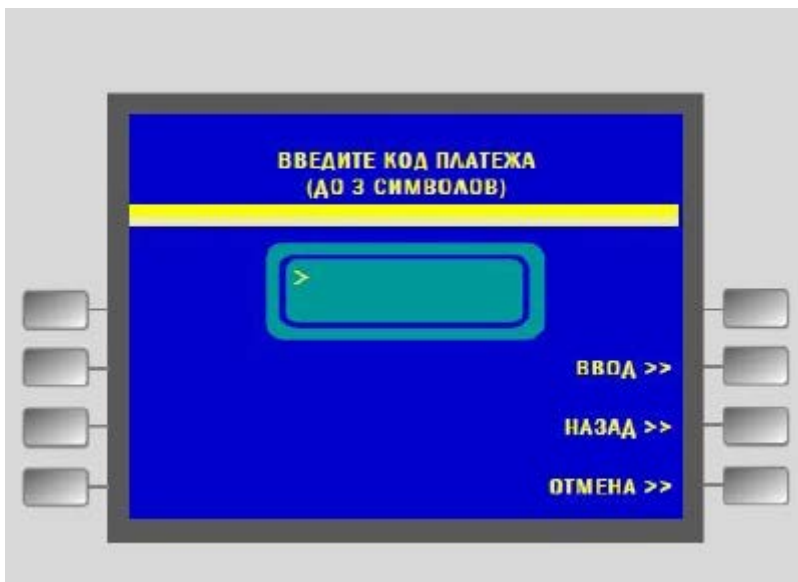 ВВЕДИТЕ КОД ПЛАТЕЖА
(ДО 3 СИМВОЛОВ)
>
ВВОД >>
НАЗАД >>
ОТМЕНА >>